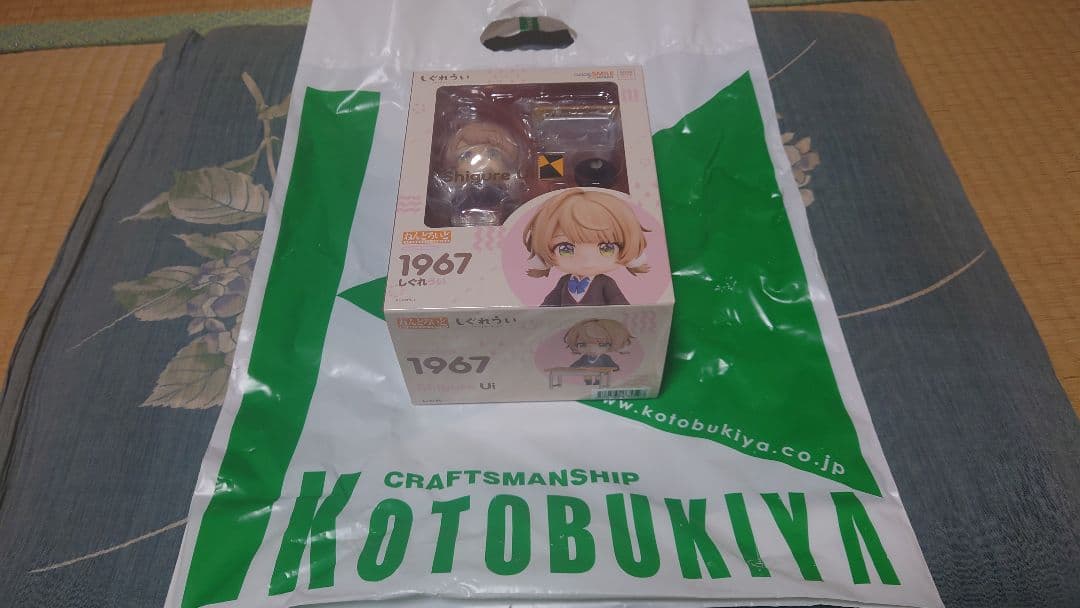 しぐれうい
GOOD SMILE COMPANY
Shigure U
ねんどろいど
1967
しぐれうい
ねんどろいど しぐれうい
1967
Shigure Ui
www.kotobukiya.co.jp
CRAFTSMANSHIP
KOTOBUKIYA